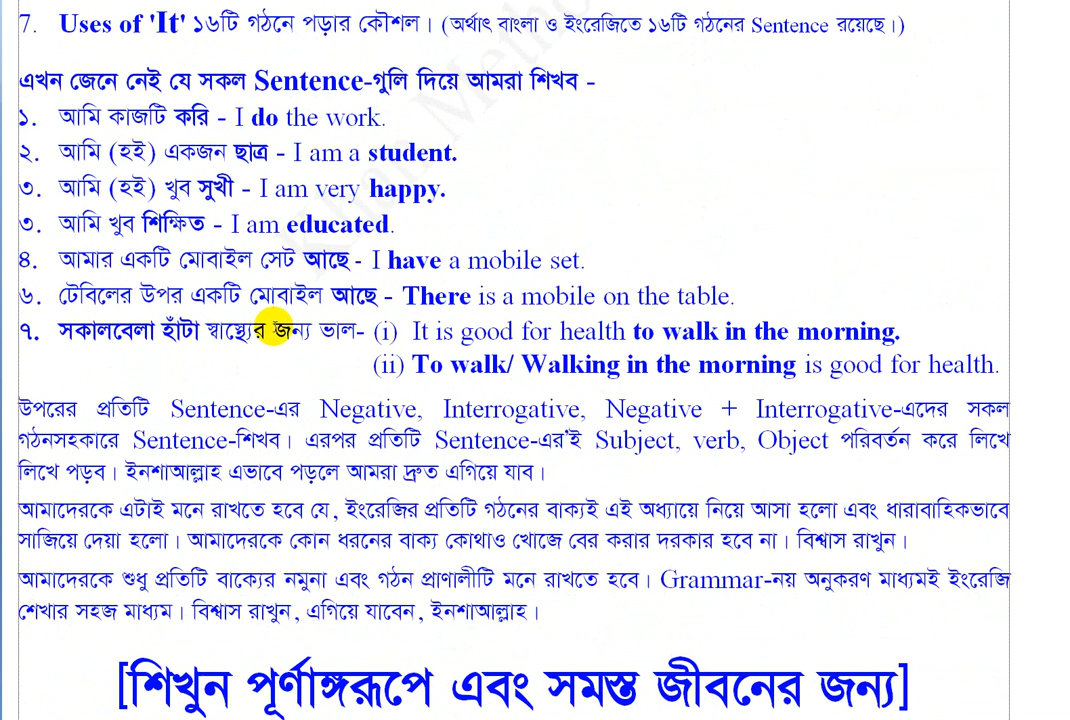 7. Uses of 'It' ১৬টি গঠনে পড়ার কৌশল। (অর্থাৎ বাংলা ও ইংরেজিতে ১৬টি গঠনের Sentence রয়েছে।)
এখন জেনে নেই যে সকল Sentence-গুলি দিয়ে আমরা শিখব -
১. আমি কাজটি করি - I do the work.
২. আমি (হই) একজন ছাত্র - I am a student.
৩. আমি (হই) খুব সুখী - I am very happy.
৩. আমি খুব শিক্ষিত - I am educated.
৪. আমার একটি মোবাইল সেট আছে - I have a mobile set.
৬. টেবিলের উপর একটি মোবাইল আছে - There is a mobile on the table.
৭. সকালবেলা হাঁটা স্বাস্থ্যের জন্য ভাল- (i) It is good for health to walk in the morning.
(ii) To walk/ Walking in the morning is good for health.
উপরের প্রতিটি Sentence-এর Negative, Interrogative, Negative + Interrogative-এদের সকল
গঠনসহকারে Sentence-শিখব। এরপর প্রতিটি Sentence-এর'ই Subject, verb, Object পরিবর্তন করে লিখে
লিখে পড়ব। ইনশাআল্লাহ এভাবে পড়লে আমরা দ্রুত এগিয়ে যাব।
আমাদেরকে এটাই মনে রাখতে হবে যে, ইংরেজির প্রতিটি গঠনের বাক্যই এই অধ্যায়ে নিয়ে আসা হলো এবং ধারাবাহিকভাবে
সাজিয়ে দেয়া হলো। আমাদেরকে কোন ধরনের বাক্য কোথাও খোজে বের করার দরকার হবে না। বিশ্বাস রাখুন।
আমাদেরকে শুধু প্রতিটি বাক্যের নমুনা এবং গঠন প্রাণালীটি মনে রাখতে হবে। Grammar-নয় অনুকরণ মাধ্যমই ইংরেজি
শেখার সহজ মাধ্যম। বিশ্বাস রাখুন, এগিয়ে যাবেন, ইনশাআল্লাহ।
[শিখুন পূর্ণাঙ্গরূপে এবং সমস্ত জীবনের জন্য]